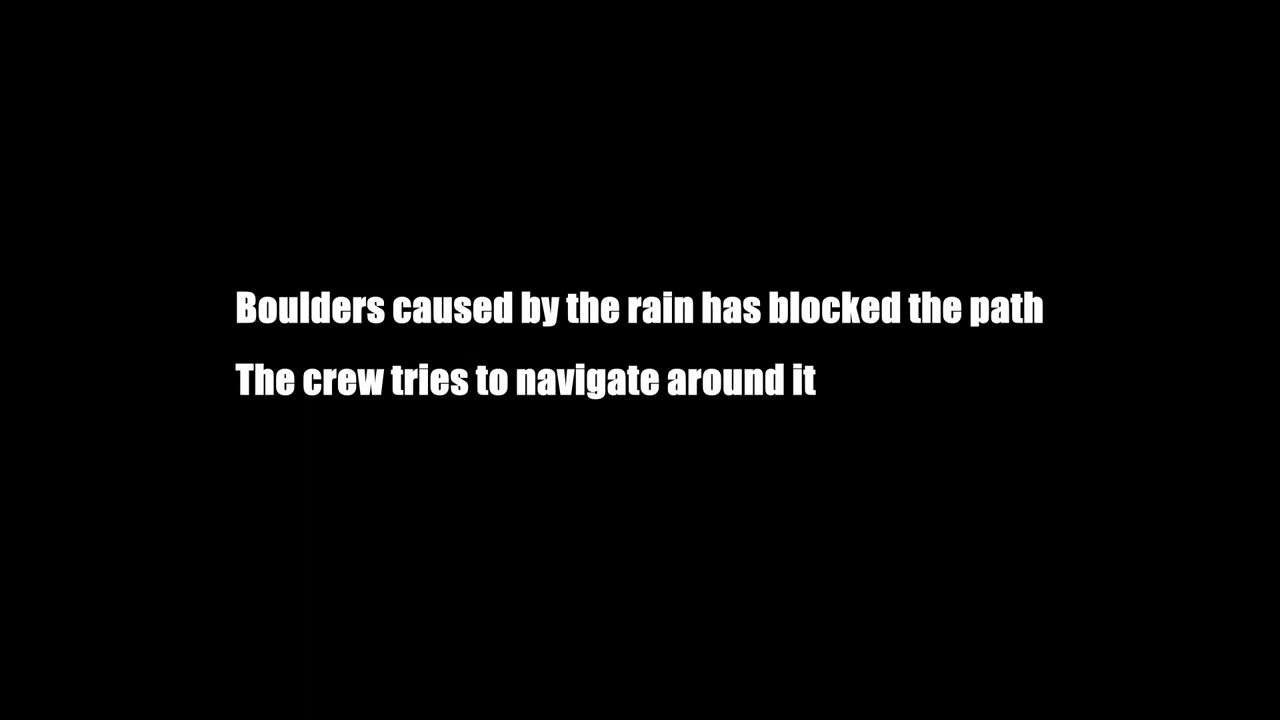 Boulders caused by the rain has blocked the path
The crew tries to navigate around it